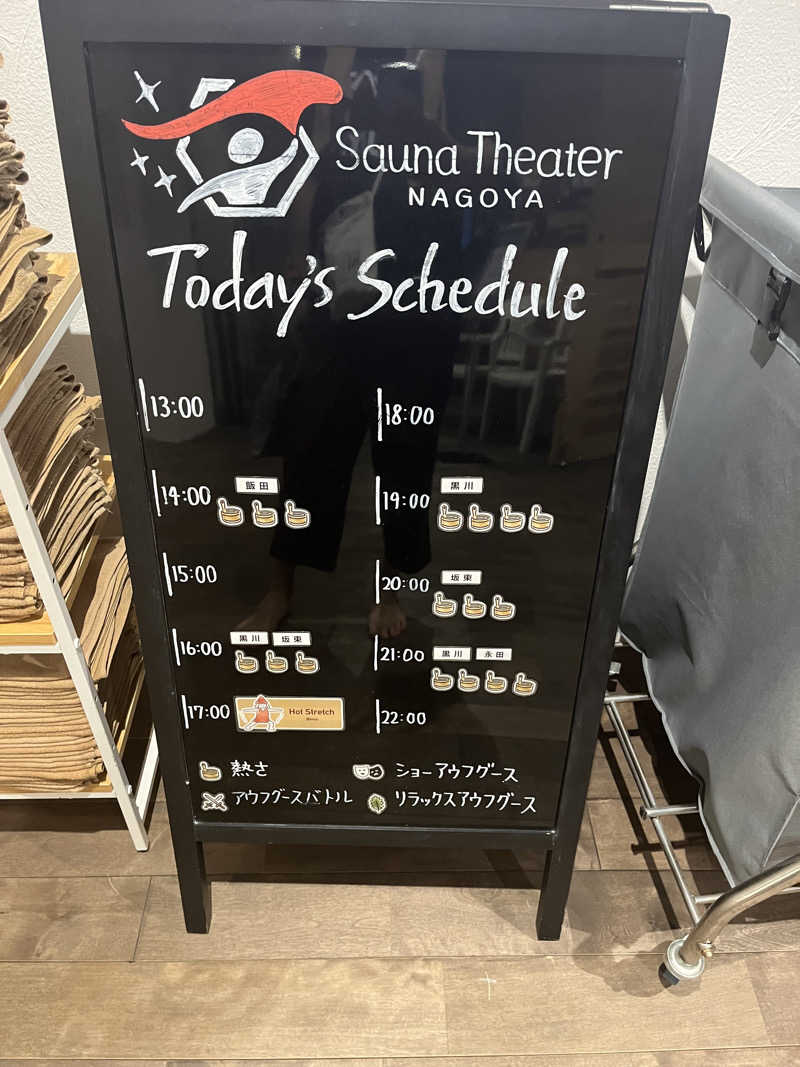 Sauna Theater
NAGOYA
Today's Schedule
13:00
14:00 飯田
15:00
16:00 黒川 坂東
17:00 Hot Stretch
18:00
19:00 黒川
20:00 坂東
21:00 黒川 永田
22:00
熱さ
ショーアウフグース
アウフグースバトル
リラックスアウフグース